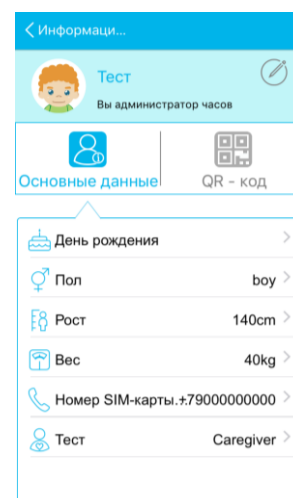 Информаци...
Тест
Вы администратор часов
Основные данные
QR - код
День рождения
Пол boy
Рост 140cm
Вес 40kg
Номер SIM-карты.+79000000000
Тест Caregiver